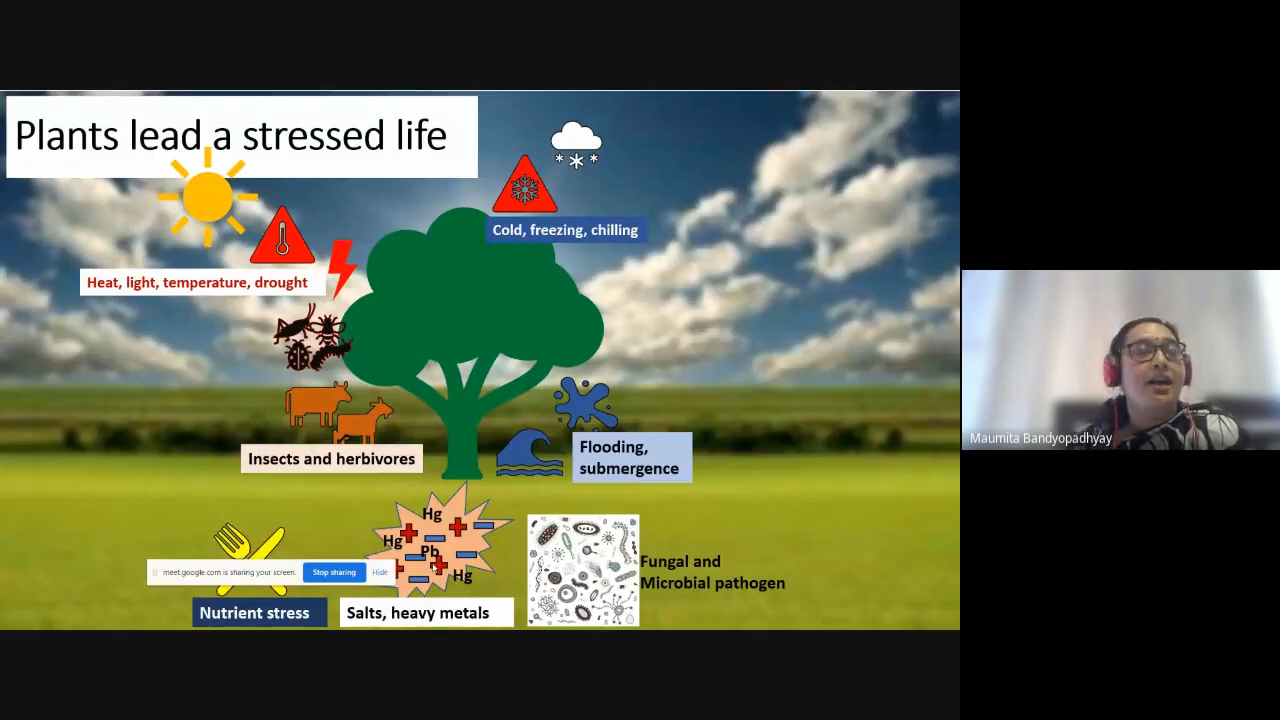 Plants lead a stressed life
Cold, freezing, chilling
Heat, light, temperature, drought
Insects and herbivores
Flooding,
submergence
Hg
Hg
Pb
Hg
meet.google.com is sharing your screen.
Stop sharing
Hide
Fungal and
Microbial pathogen
Nutrient stress
Salts, heavy metals
Maumita Bandyopadhyay